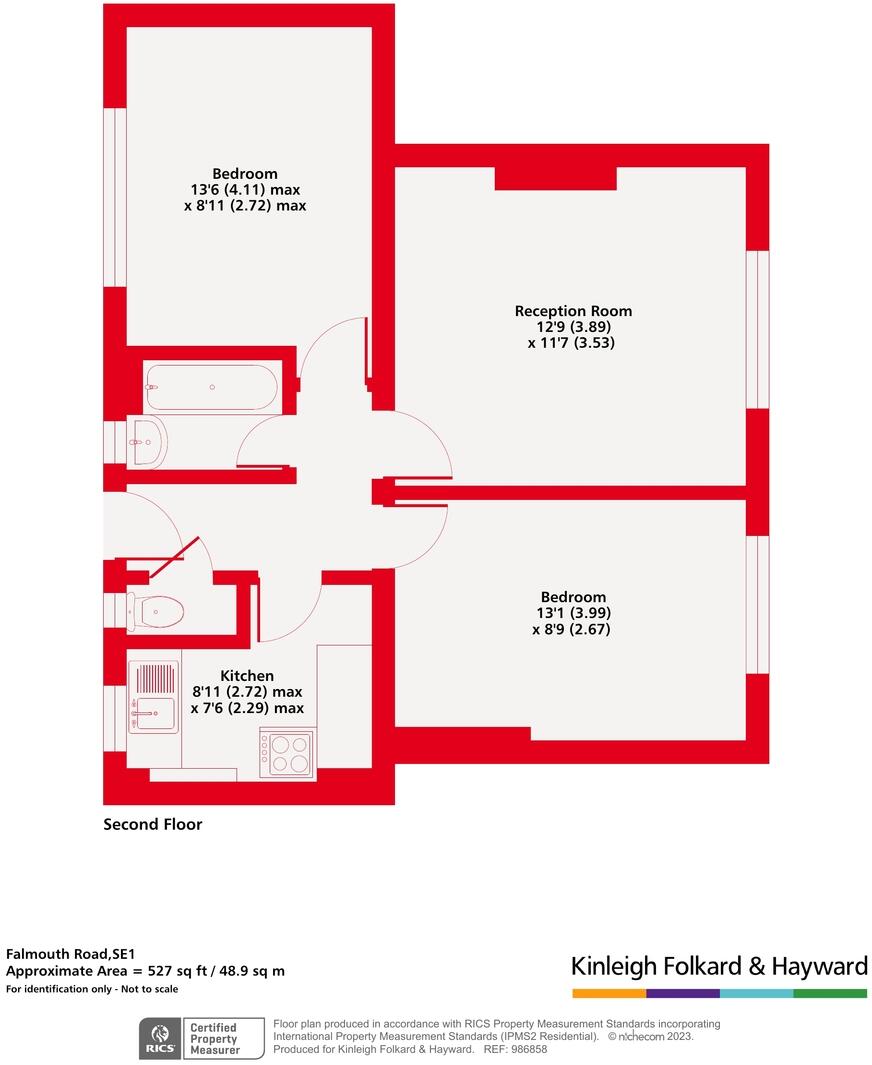 Bedroom
13'6 (4.11) max
x 8'11 (2.72) max
Reception Room
12'9 (3.89)
x 11'7 (3.53)
Bedroom
13'1 (3.99)
x 8'9 (2.67)
Kitchen
8'11 (2.72) max
x 7'6 (2.29) max
Second Floor
Falmouth Road,SE1
Approximate Area = 527 sq ft / 48.9 sq m
For identification only - Not to scale
Kinleigh Folkard & Hayward
RICS
Certified
Property
Measurer
Floor plan produced in accordance with RICS Property Measurement Standards incorporating
International Property Measurement Standards (IPMS2 Residential). © n!checom 2023.
Produced for Kinleigh Folkard & Hayward. REF: 986858